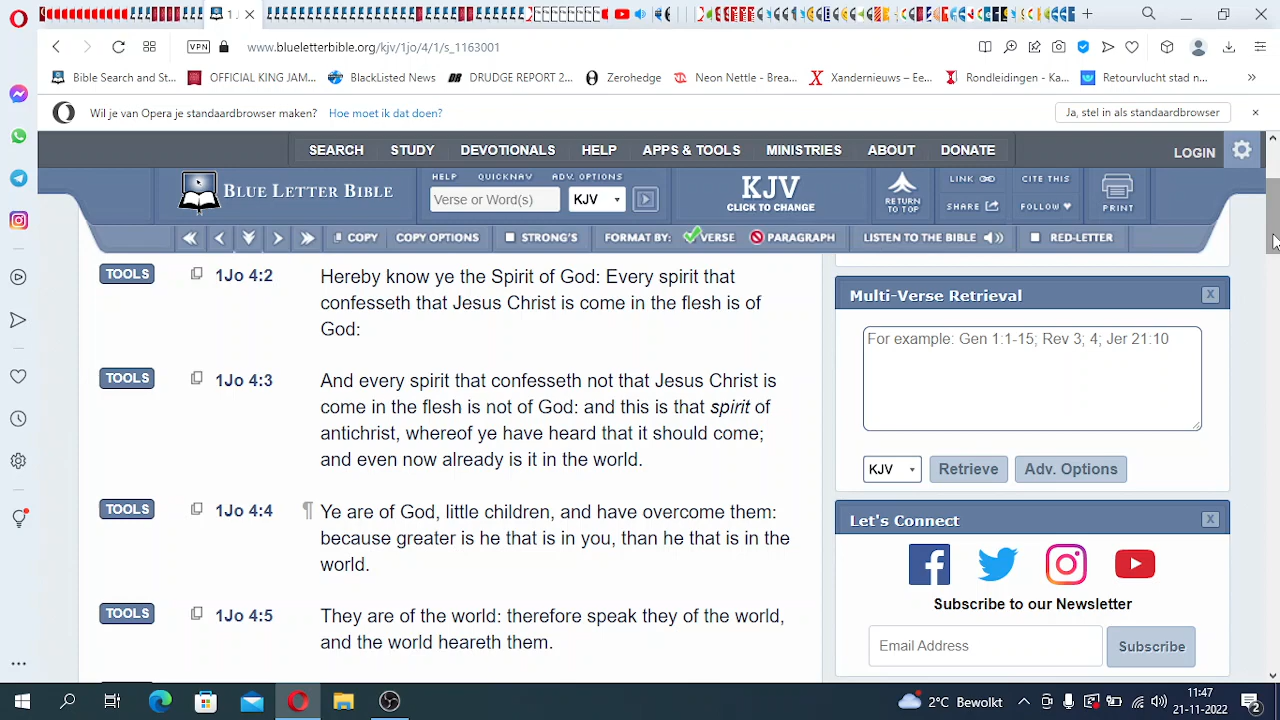 1
www.blueletterbible.org/kjv/1jo/4/1/s_1163001
VPN
Bible Search and St... OFFICIAL KING JAM... BlackListed News DRUDGE REPORT 2... Zerohedge Neon Nettle - Brea... Xandernieuws – Ee... Rondleidingen - Ka... Retourvlucht stad n...
Wil je van Opera je standaardbrowser maken? Hoe moet ik dat doen? Ja, stel in als standaardbrowser
SEARCH STUDY DEVOTIONALS HELP APPS & TOOLS MINISTRIES ABOUT DONATE LOGIN
BLUE LETTER BIBLE
HELP QUICKNAV ADV. OPTIONS
Verse or Word(s) KJV
KJV
CLICK TO CHANGE
RETURN
TO TOP
LINK CITE THIS
SHARE FOLLOW
PRINT
COPY COPY OPTIONS STRONG'S FORMAT BY: VERSE PARAGRAPH LISTEN TO THE BIBLE RED-LETTER
TOOLS 1Jo 4:2 Hereby know ye the Spirit of God: Every spirit that
confesseth that Jesus Christ is come in the flesh is of
God:
TOOLS 1Jo 4:3 And every spirit that confesseth not that Jesus Christ is
come in the flesh is not of God: and this is that spirit of
antichrist, whereof ye have heard that it should come;
and even now already is it in the world.
TOOLS 1Jo 4:4 ¶ Ye are of God, little children, and have overcome them:
because greater is he that is in you, than he that is in the
world.
TOOLS 1Jo 4:5 They are of the world: therefore speak they of the world,
and the world heareth them.
Multi-Verse Retrieval X
For example: Gen 1:1-15; Rev 3; 4; Jer 21:10
KJV Retrieve Adv. Options
Let's Connect X
Subscribe to our Newsletter
Email Address Subscribe
2°C Bewolkt
11:47
21-11-2022
2